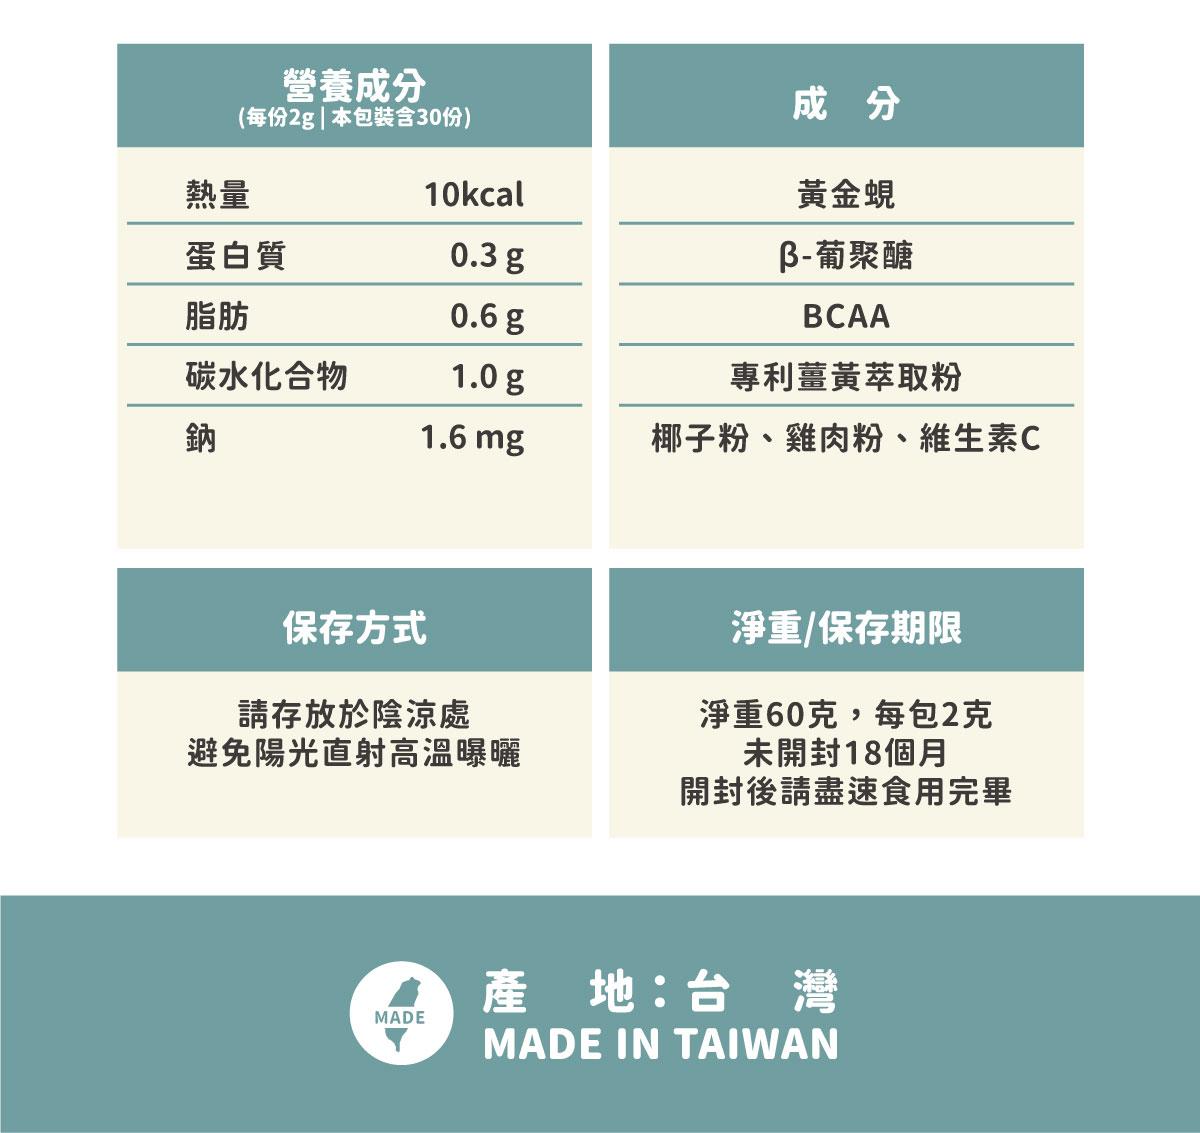 營養成分
(每份2g | 本包裝含30份)
熱量 10kcal
蛋白質 0.3 g
脂肪 0.6 g
碳水化合物 1.0 g
鈉 1.6 mg
成 分
黃金蜆
β-葡聚醣
BCAA
專利薑黃萃取粉
椰子粉、雞肉粉、維生素C
保存方式
請存放於陰涼處
避免陽光直射高溫曝曬
淨重/保存期限
淨重60克,每包2克
未開封18個月
開封後請盡速食用完畢
MADE
產 地:台 灣
MADE IN TAIWAN